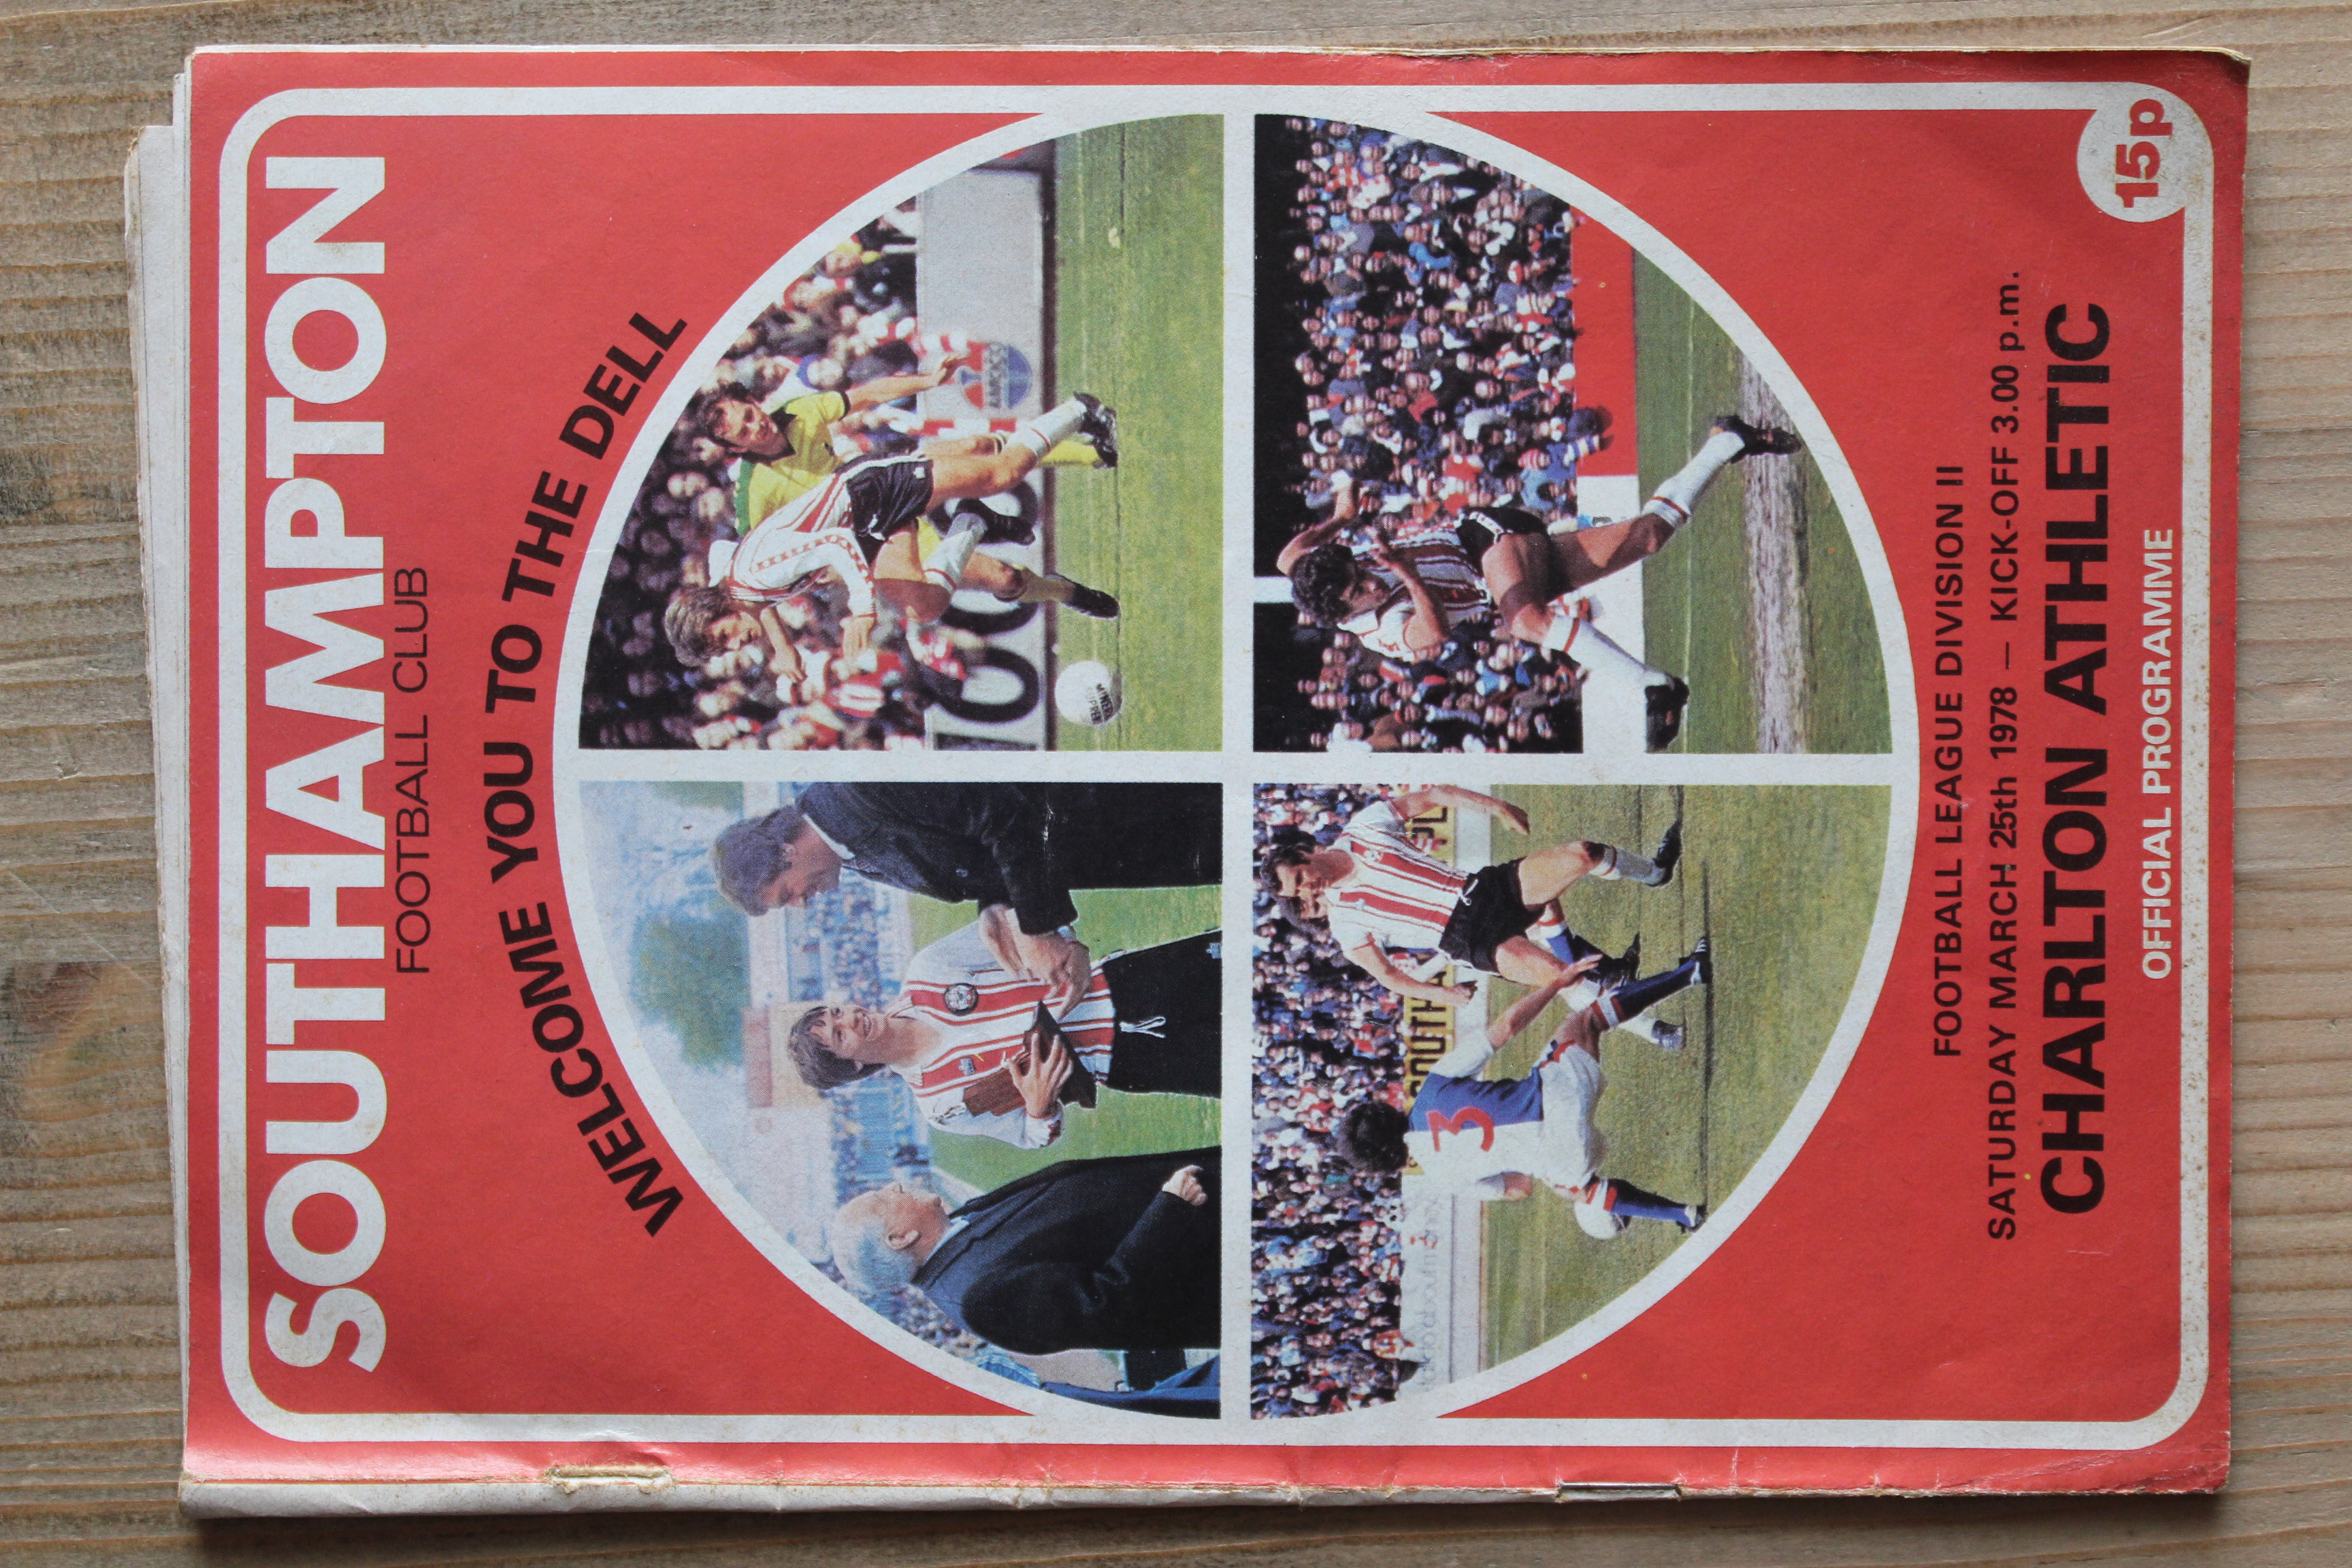 SOUTHAMPTON
FOOTBALL CLUB
WELCOME YOU TO THE DELL
3
FOOTBALL LEAGUE DIVISION II
SATURDAY MARCH 25th 1978 – KICK-OFF 3.00 p.m.
CHARLTON ATHLETIC
OFFICIAL PROGRAMME
15p